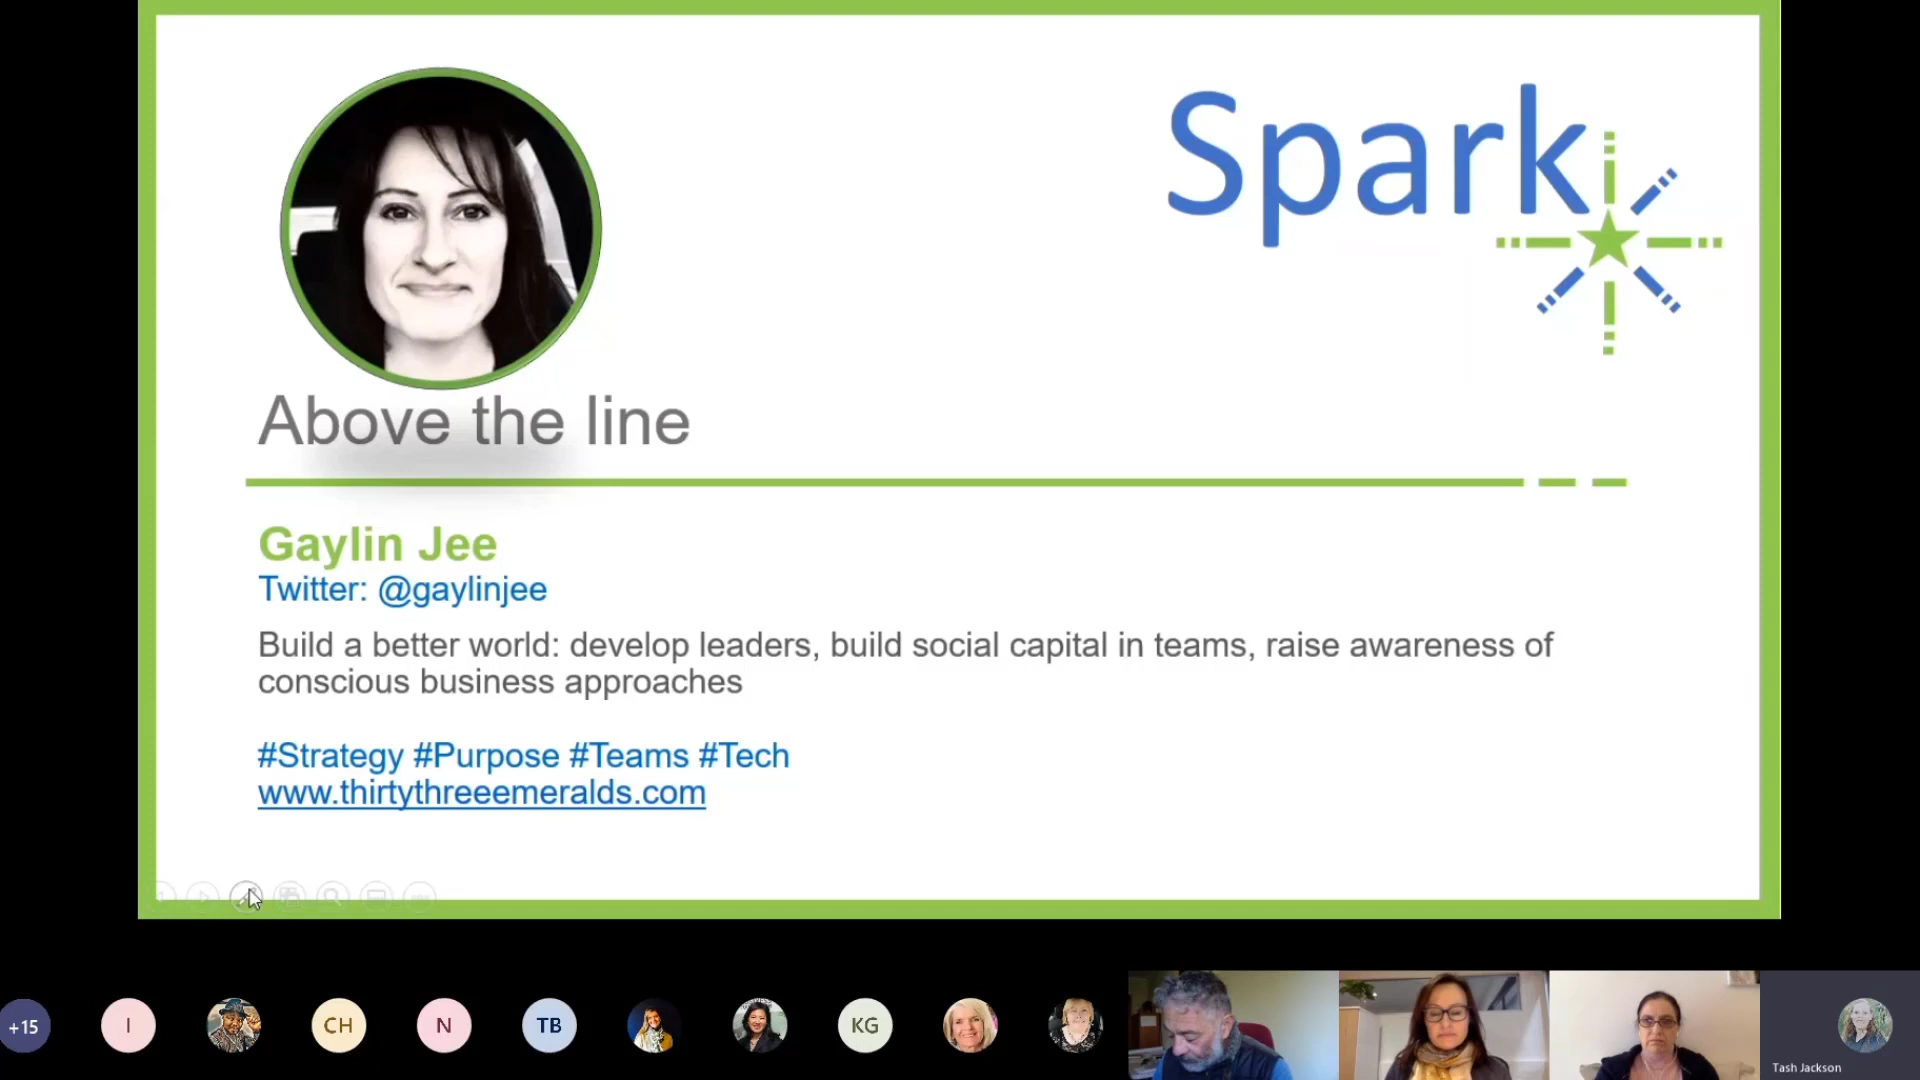 Spark
Above the line
Gaylin Jee
Twitter: @gaylinjee
Build a better world: develop leaders, build social capital in teams, raise awareness of
conscious business approaches
#Strategy #Purpose #Teams #Tech
www.thirtythreeemeralds.com
+15
I
CH
N
TB
KG
Tash Jackson